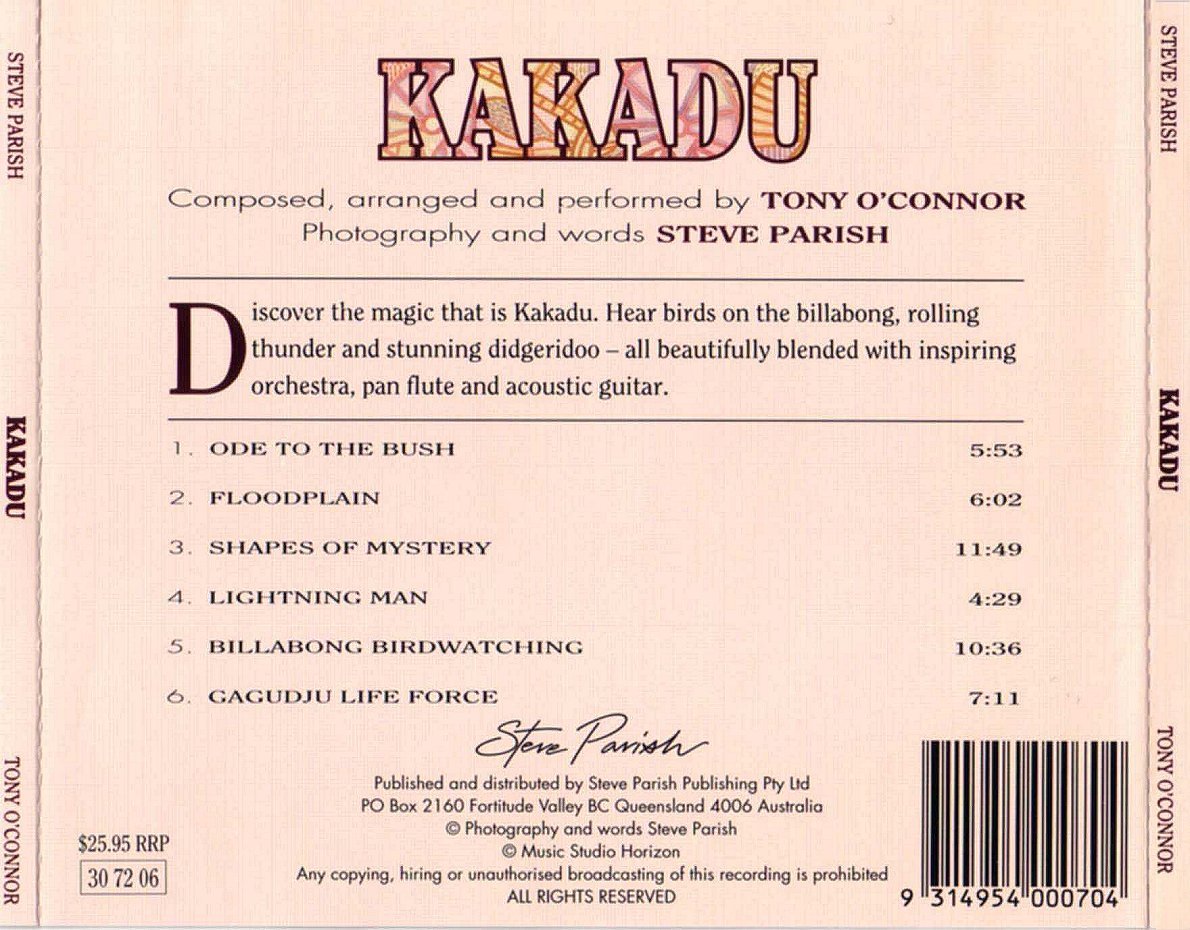 STEVE PARISH
KAKADU
TONY O'CONNOR
KAKADU
Composed, arranged and performed by TONY O'CONNOR
Photography and words STEVE PARISH
Discover the magic that is Kakadu. Hear birds on the billabong, rolling
thunder and stunning didgeridoo – all beautifully blended with inspiring
orchestra, pan flute and acoustic guitar.
1. ODE TO THE BUSH 5:53
2. FLOODPLAIN 6:02
3. SHAPES OF MYSTERY 11:49
4. LIGHTNING MAN 4:29
5. BILLABONG BIRDWATCHING 10:36
6. GAGUDJU LIFE FORCE 7:11
Steve Parish
Published and distributed by Steve Parish Publishing Pty Ltd
PO Box 2160 Fortitude Valley BC Queensland 4006 Australia
© Photography and words Steve Parish
© Music Studio Horizon
Any copying, hiring or unauthorised broadcasting of this recording is prohibited
ALL RIGHTS RESERVED
$25.95 RRP
30 72 06
9 314954 000704
STEVE PARISH
KAKADU
TONY O'CONNOR